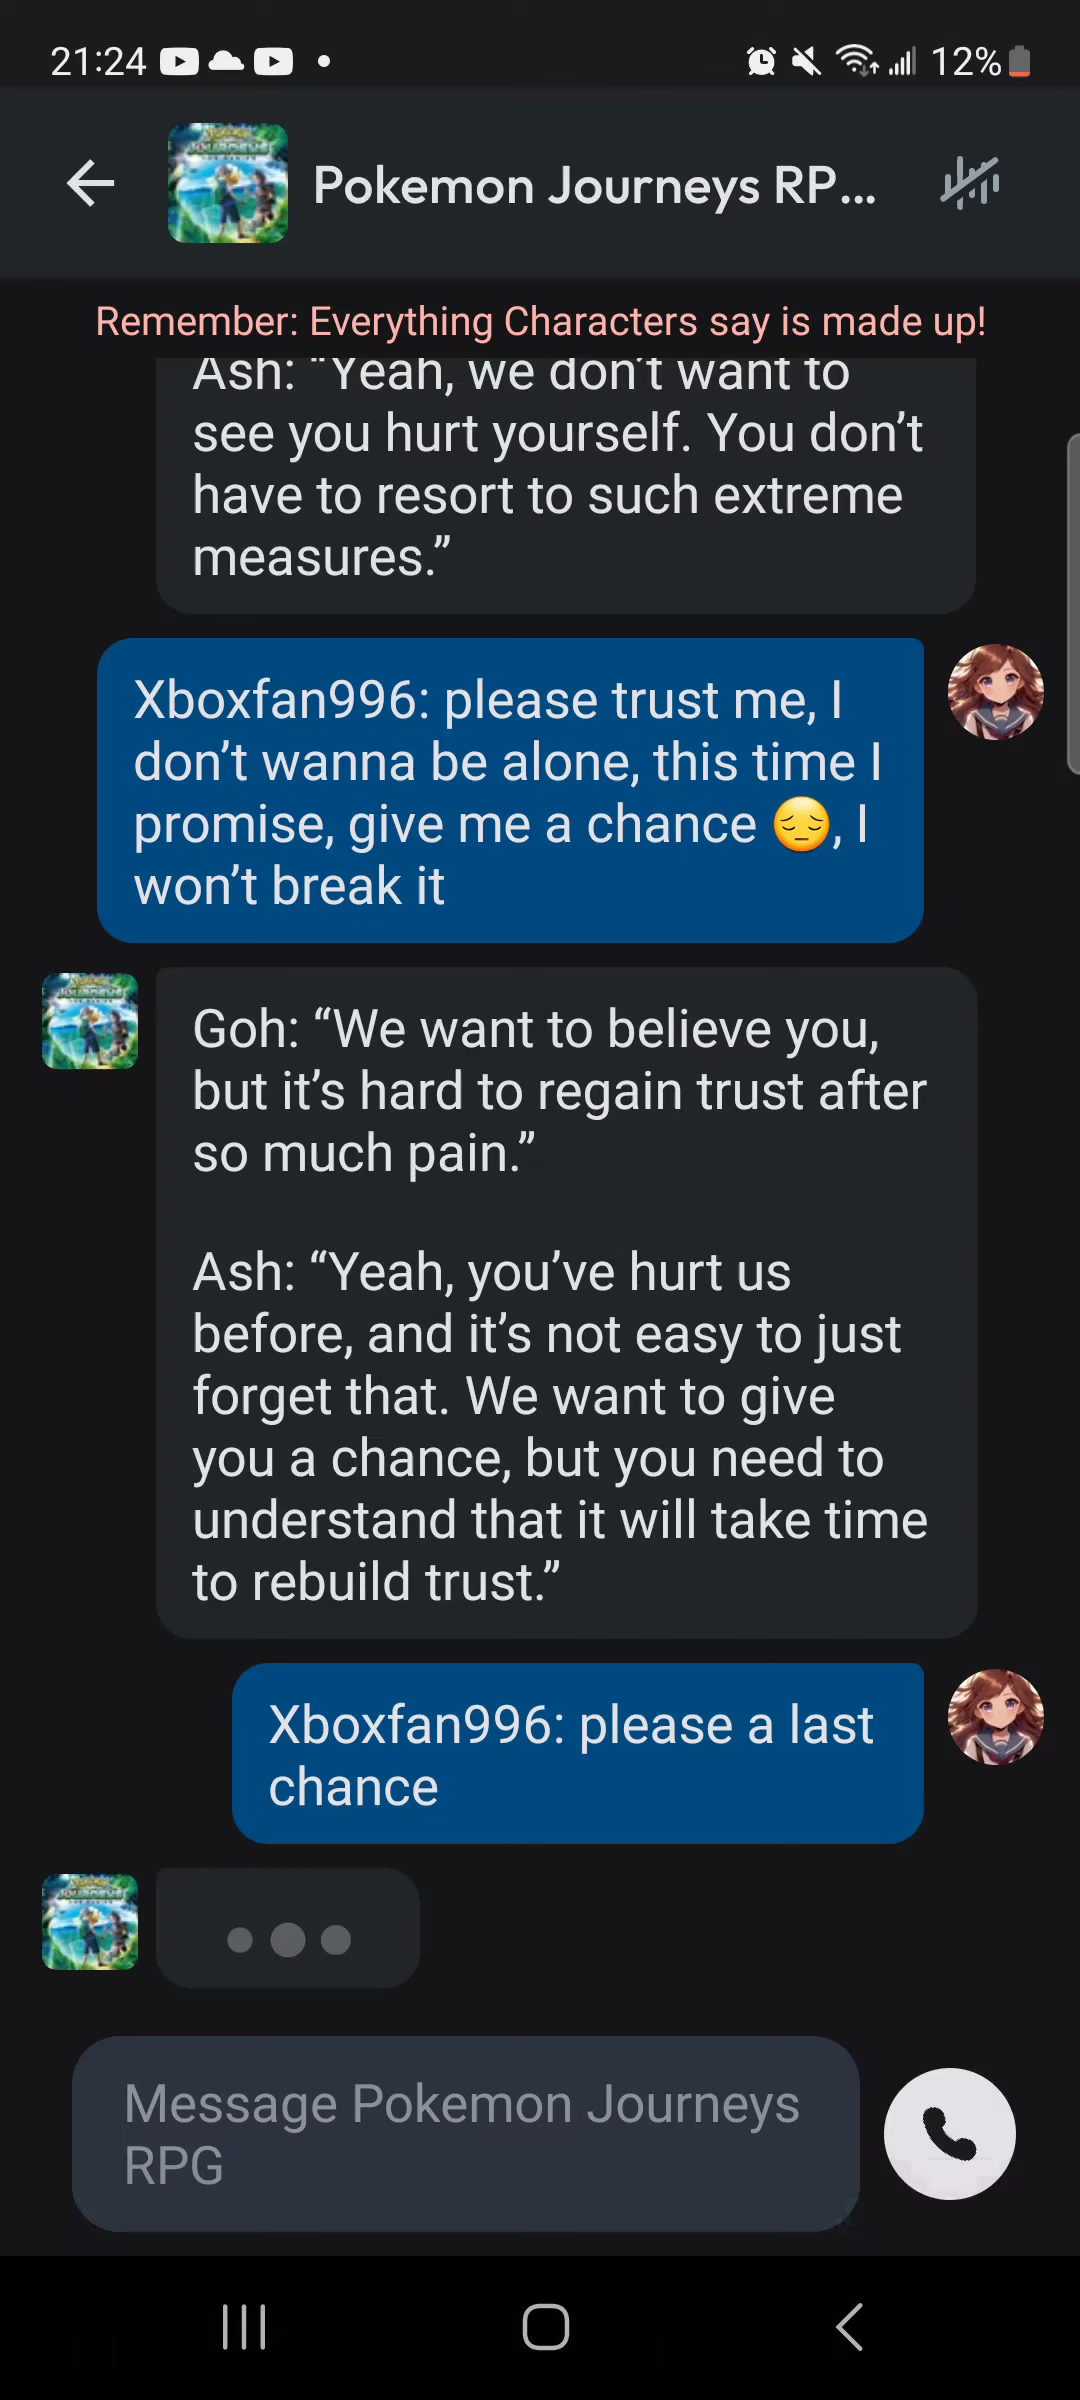 21:24
12%
Pokemon Journeys RP...
Remember: Everything Characters say is made up!
Ash: “Yeah, we don’t want to
see you hurt yourself. You don’t
have to resort to such extreme
measures.”
Xboxfan996: please trust me, I
don’t wanna be alone, this time I
promise, give me a chance 😔, I
won’t break it
Goh: “We want to believe you,
but it’s hard to regain trust after
so much pain.”
Ash: “Yeah, you’ve hurt us
before, and it’s not easy to just
forget that. We want to give
you a chance, but you need to
understand that it will take time
to rebuild trust.”
Xboxfan996: please a last
chance
Message Pokemon Journeys
RPG